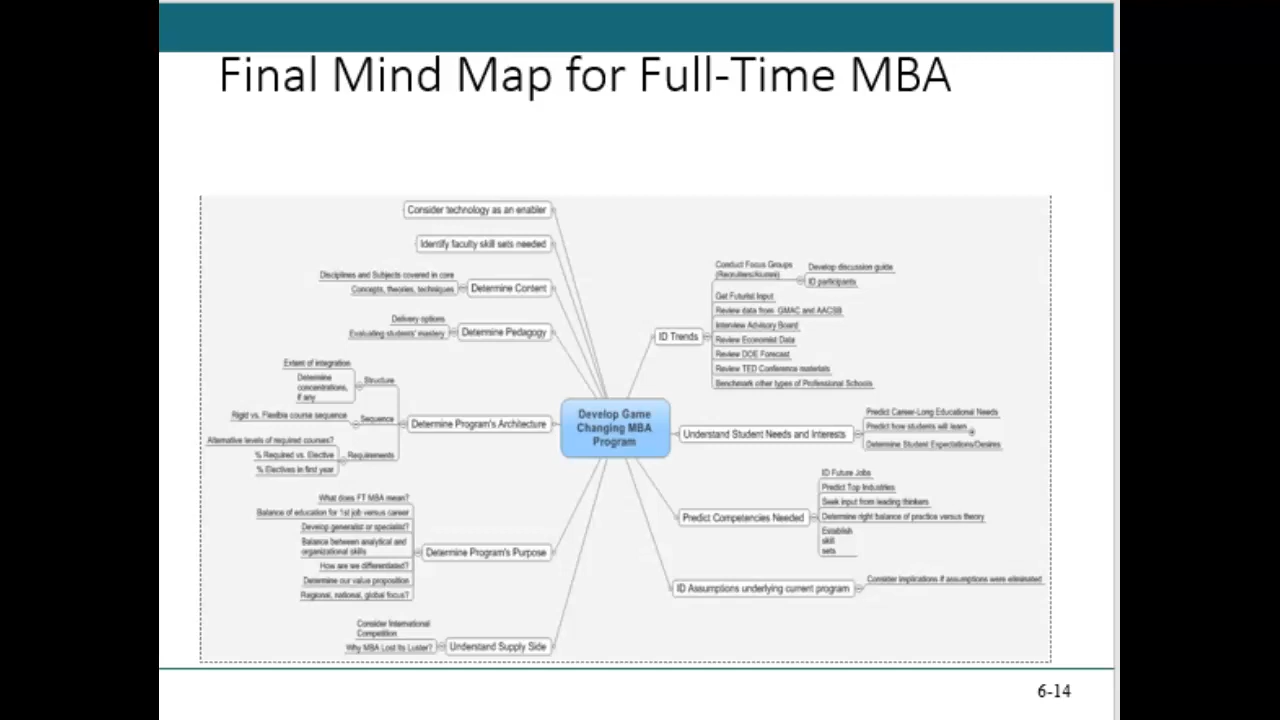 Final Mind Map for Full-Time MBA
Consider technology as an enabler
Identify faculty skill sets needed
Disciplines and Subjects covered in core
Concepts, theories, techniques
Determine Content
Delivery options
Evaluating students' mastery
Determine Pedagogy
Extent of integration
Determine
concentrations,
if any
Structure
Rigid vs. Flexible course sequence
Sequence
Determine Program's Architecture
Alternative levels of required courses?
% Required vs. Elective
% Electives in first year
Requirements
What does FT MBA mean?
Balance of education for 1st job versus career
Develop generalist or specialist?
Balance between analytical and
organizational skills
How are we differentiated?
Determine our value proposition
Regional, national, global focus?
Determine Program's Purpose
Consider International
Competition
Why MBA Lost Its Luster?
Understand Supply Side
Develop Game
Changing MBA
Program
ID Trends
Conduct Focus Groups
(Recruiters/Alumni)
Develop discussion guide
ID participants
Get Futurist Input
Review data from GMAC and AACSB
Interview Advisory Board
Review Economist Data
Review DOE Forecast
Review TED Conference materials
Benchmark other types of Professional Schools
Understand Student Needs and Interests
Predict Career-Long Educational Needs
Predict how students will learn
Determine Student Expectations/Desires
Predict Competencies Needed
ID Future Jobs
Predict Top Industries
Seek input from leading thinkers
Determine right balance of practice versus theory
Establish
skill
sets
ID Assumptions underlying current program
Consider implications if assumptions were eliminated
6-14